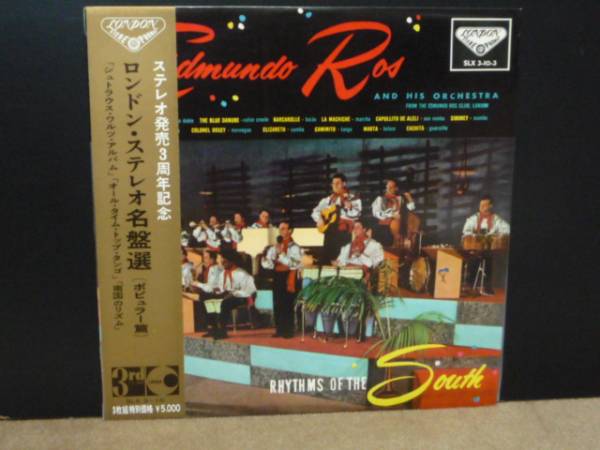 LONDON
ステレオ発売3周年記念
ロンドン・ステレオ名盤選
(ポピュラー篇)
「シュトラウス・ワルツ・アルバム」「オール・タイム・トップ・タンゴ」「南国のリズム」
3rd
3枚組特別価格 ¥5,000
Edmundo Ros
LONDON
SLX 3-10-3
AND HIS ORCHESTRA
FROM THE EDMUNDO ROS CLUB, LONDON
THE BLUE DANUBE BARCAROLLE LA MACHICHE CAPULLITO DE ALELI SIBONEY
COLONEL BOGEY ELIZABETH CAMINITO MARTA CACHITA
RHYTHMS OF THE
South